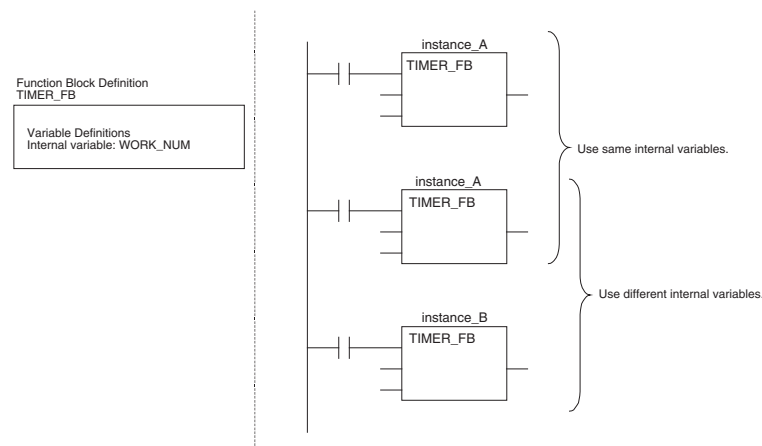 Function Block Definition
TIMER_FB
Variable Definitions
Internal variable: WORK_NUM
instance_A
TIMER_FB
Use same internal variables.
instance_A
TIMER_FB
Use different internal variables.
instance_B
TIMER_FB